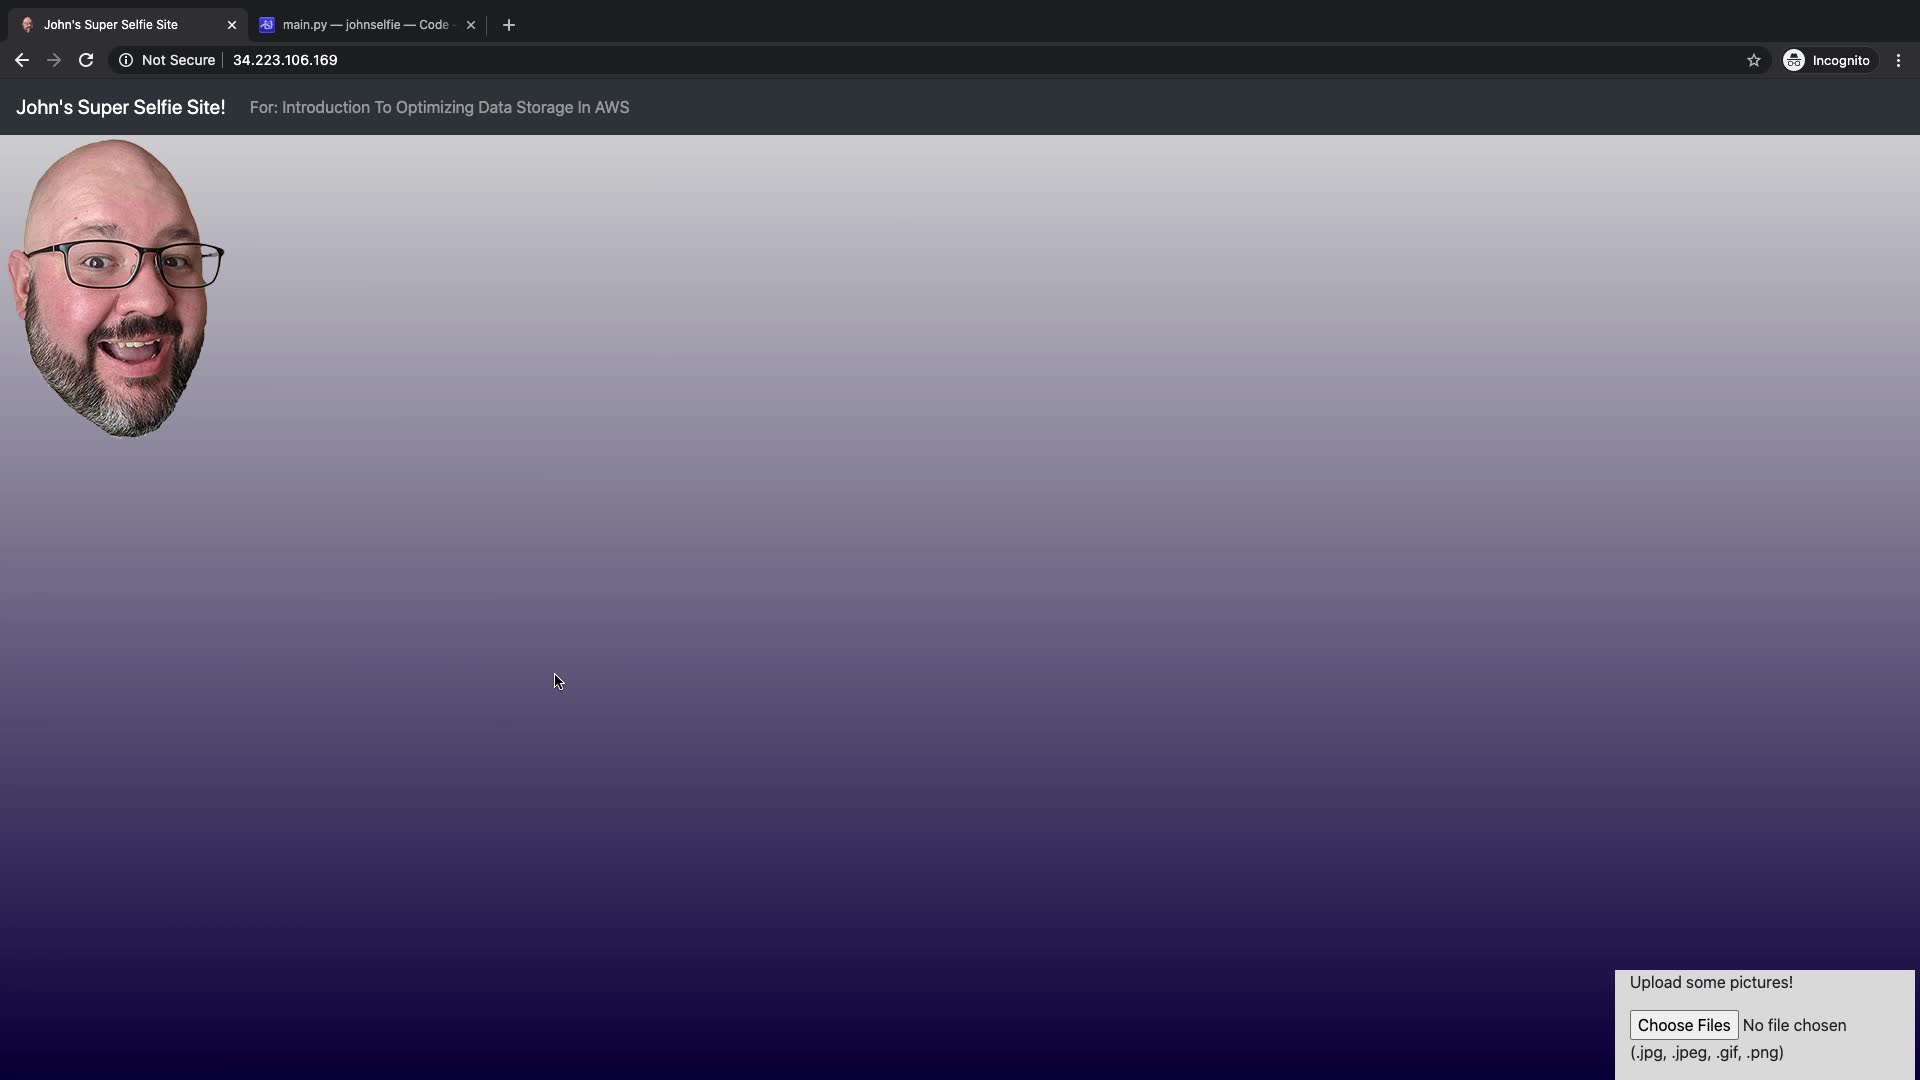 John's Super Selfie Site
main.py — johnselfie — Code -
Not Secure
34.223.106.169
Incognito
John's Super Selfie Site!
For: Introduction To Optimizing Data Storage In AWS
Upload some pictures!
Choose Files No file chosen
(.jpg, .jpeg, .gif, .png)